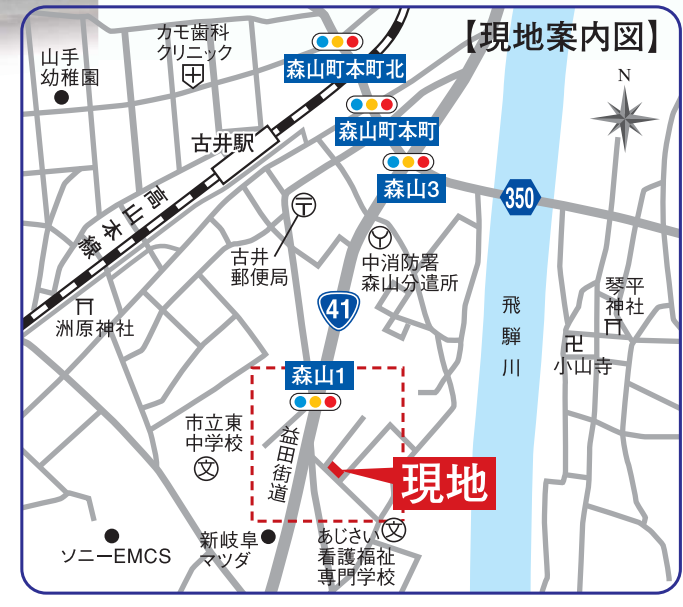 【現地案内図】
カモ歯科
クリニック
山手
幼稚園
森山町本町北
N
森山町本町
古井駅
森山3
350
高山本線
〒
古井
郵便局
中消防署
森山分遣所
41
飛騨川
琴平
神社
洲原神社
卍
小山寺
森山1
市立東
中学校
文
益田街道
現地
ソニーEMCS
新岐阜
マツダ
あじさい
看護福祉
専門学校
文